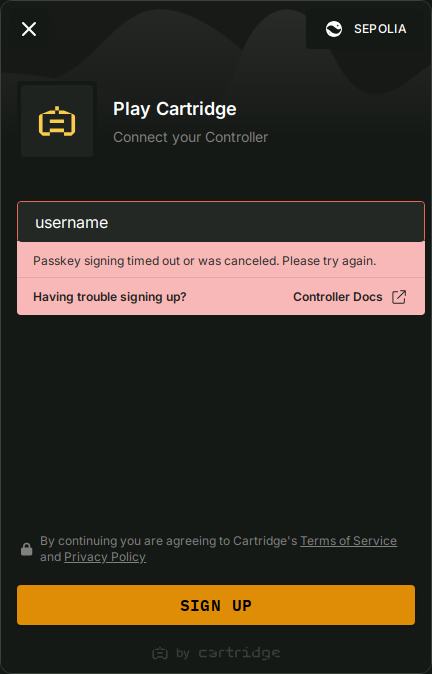 SEPOLIA
Play Cartridge
Connect your Controller
username
Passkey signing timed out or was canceled. Please try again.
Having trouble signing up? Controller Docs
By continuing you are agreeing to Cartridge's Terms of Service
and Privacy Policy
SIGN UP
by cartridge